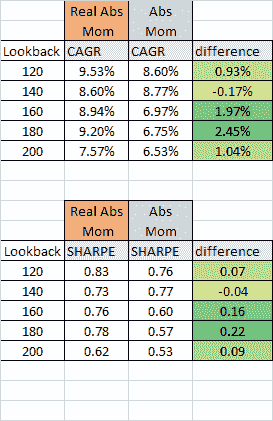 Real Abs Abs
Mom Mom
Lookback CAGR CAGR difference
120 9.53% 8.60% 0.93%
140 8.60% 8.77% -0.17%
160 8.94% 6.97% 1.97%
180 9.20% 6.75% 2.45%
200 7.57% 6.53% 1.04%
Real Abs Abs
Mom Mom
Lookback SHARPE SHARPE difference
120 0.83 0.76 0.07
140 0.73 0.77 -0.04
160 0.76 0.60 0.16
180 0.78 0.57 0.22
200 0.62 0.53 0.09